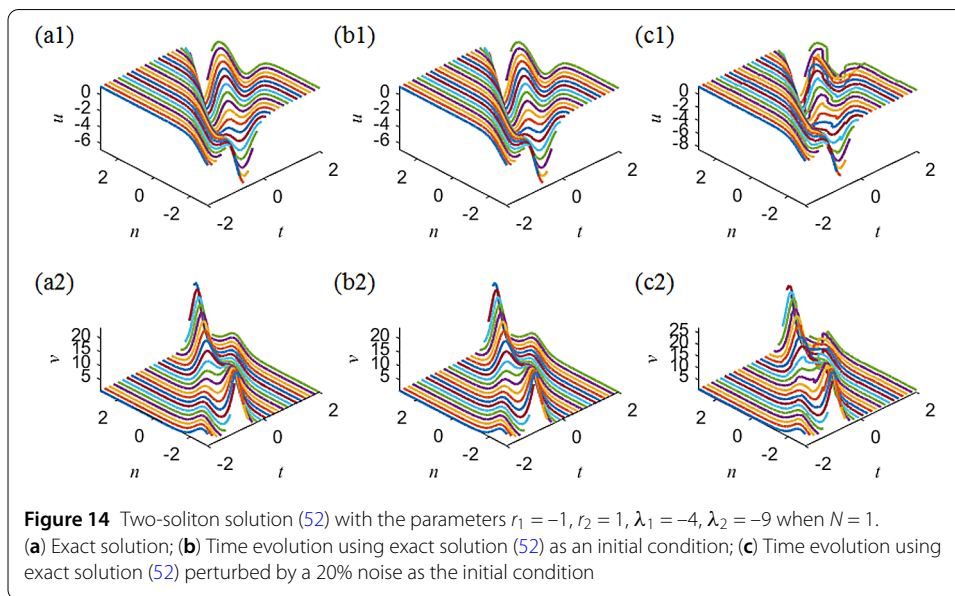 (a1) (b1) (c1)
0 0 0
-2 -2 -2
-4 -4 -4
-6 -6 -6
-8
u u u
2 0 -2 -2 0 2
2 0 -2 -2 0 2
2 0 -2 -2 0 2
n t n t n t
(a2) (b2) (c2)
20 20 25
15 15 20
10 10 15
5 5 10
5
v v v
2 0 -2 -2 0 2
2 0 -2 -2 0 2
2 0 -2 -2 0 2
n t n t n t
Figure 14 Two-soliton solution (52) with the parameters r₁ = –1, r₂ = 1, λ₁ = –4, λ₂ = –9 when N = 1.
(a) Exact solution; (b) Time evolution using exact solution (52) as an initial condition; (c) Time evolution using
exact solution (52) perturbed by a 20% noise as the initial condition